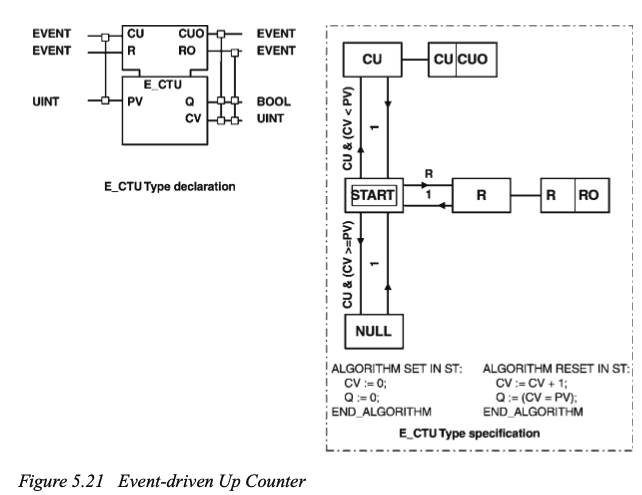 EVENT CU CUO EVENT
EVENT R RO EVENT
E_CTU
UINT PV Q BOOL
CV UINT
E_CTU Type declaration
CU CU CUO
CU & (CV < PV) 1
R
START 1 R R RO
CU & (CV >=PV) 1
NULL
ALGORITHM SET IN ST: ALGORITHM RESET IN ST:
CV := 0; CV := CV + 1;
Q := 0; Q := (CV = PV);
END_ALGORITHM END_ALGORITHM
E_CTU Type specification
Figure 5.21 Event-driven Up Counter